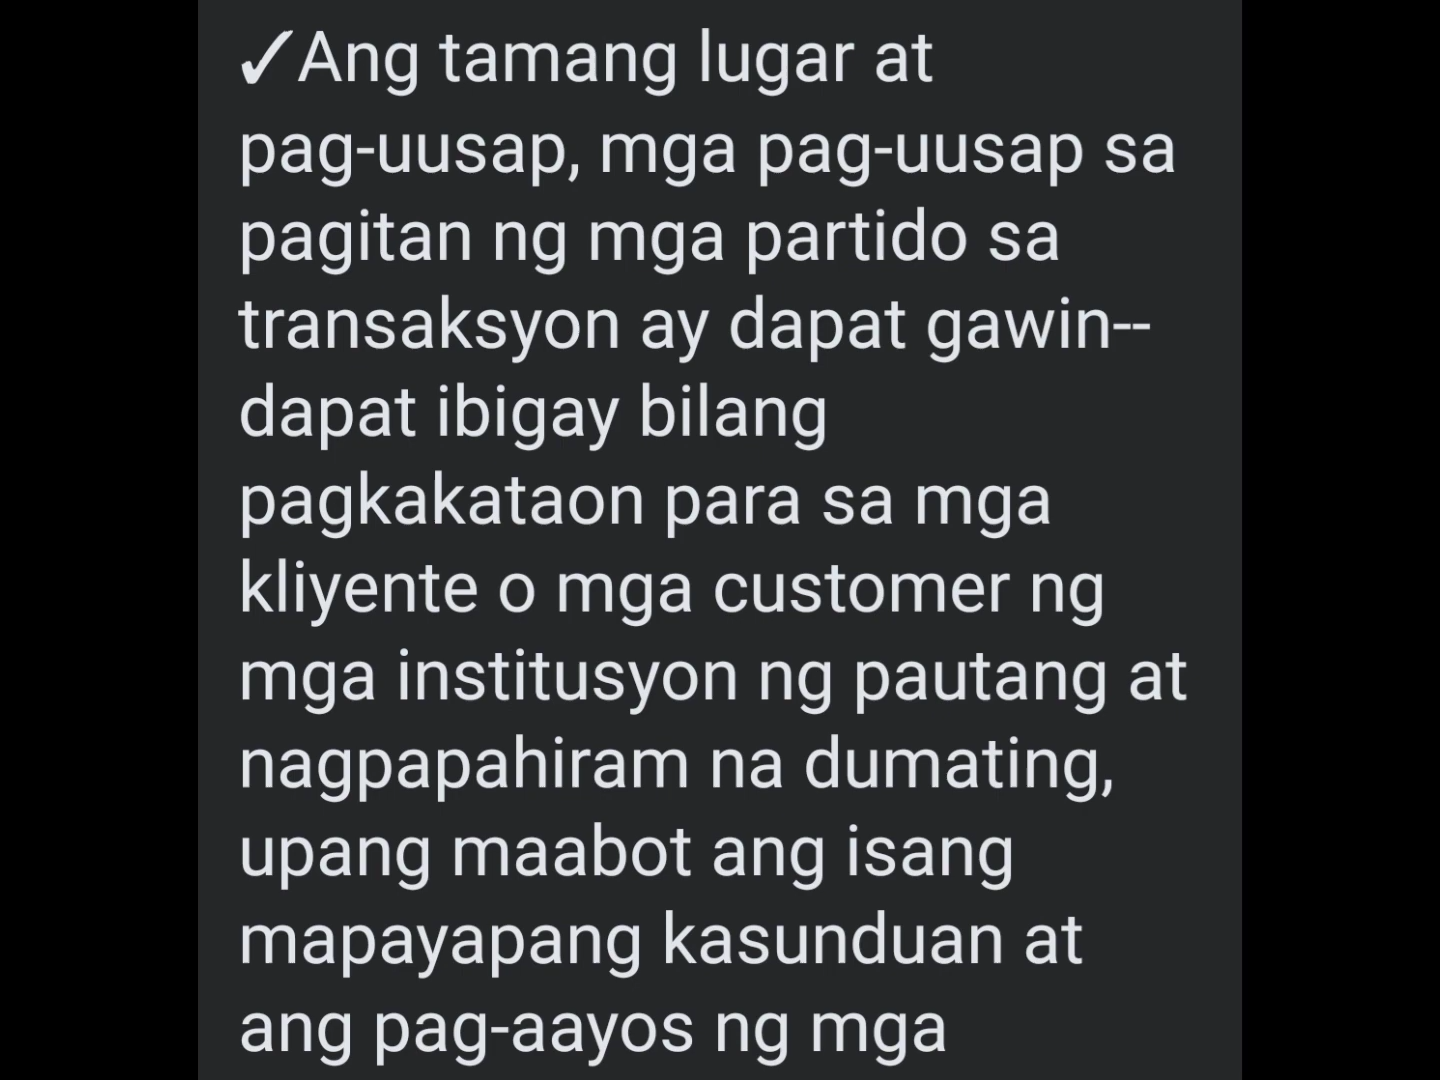 ✓Ang tamang lugar at
pag-uusap, mga pag-uusap sa
pagitan ng mga partido sa
transaksyon ay dapat gawin--
dapat ibigay bilang
pagkakataon para sa mga
kliyente o mga customer ng
mga institusyon ng pautang at
nagpapahiram na dumating,
upang maabot ang isang
mapayapang kasunduan at
ang pag-aayos ng mga